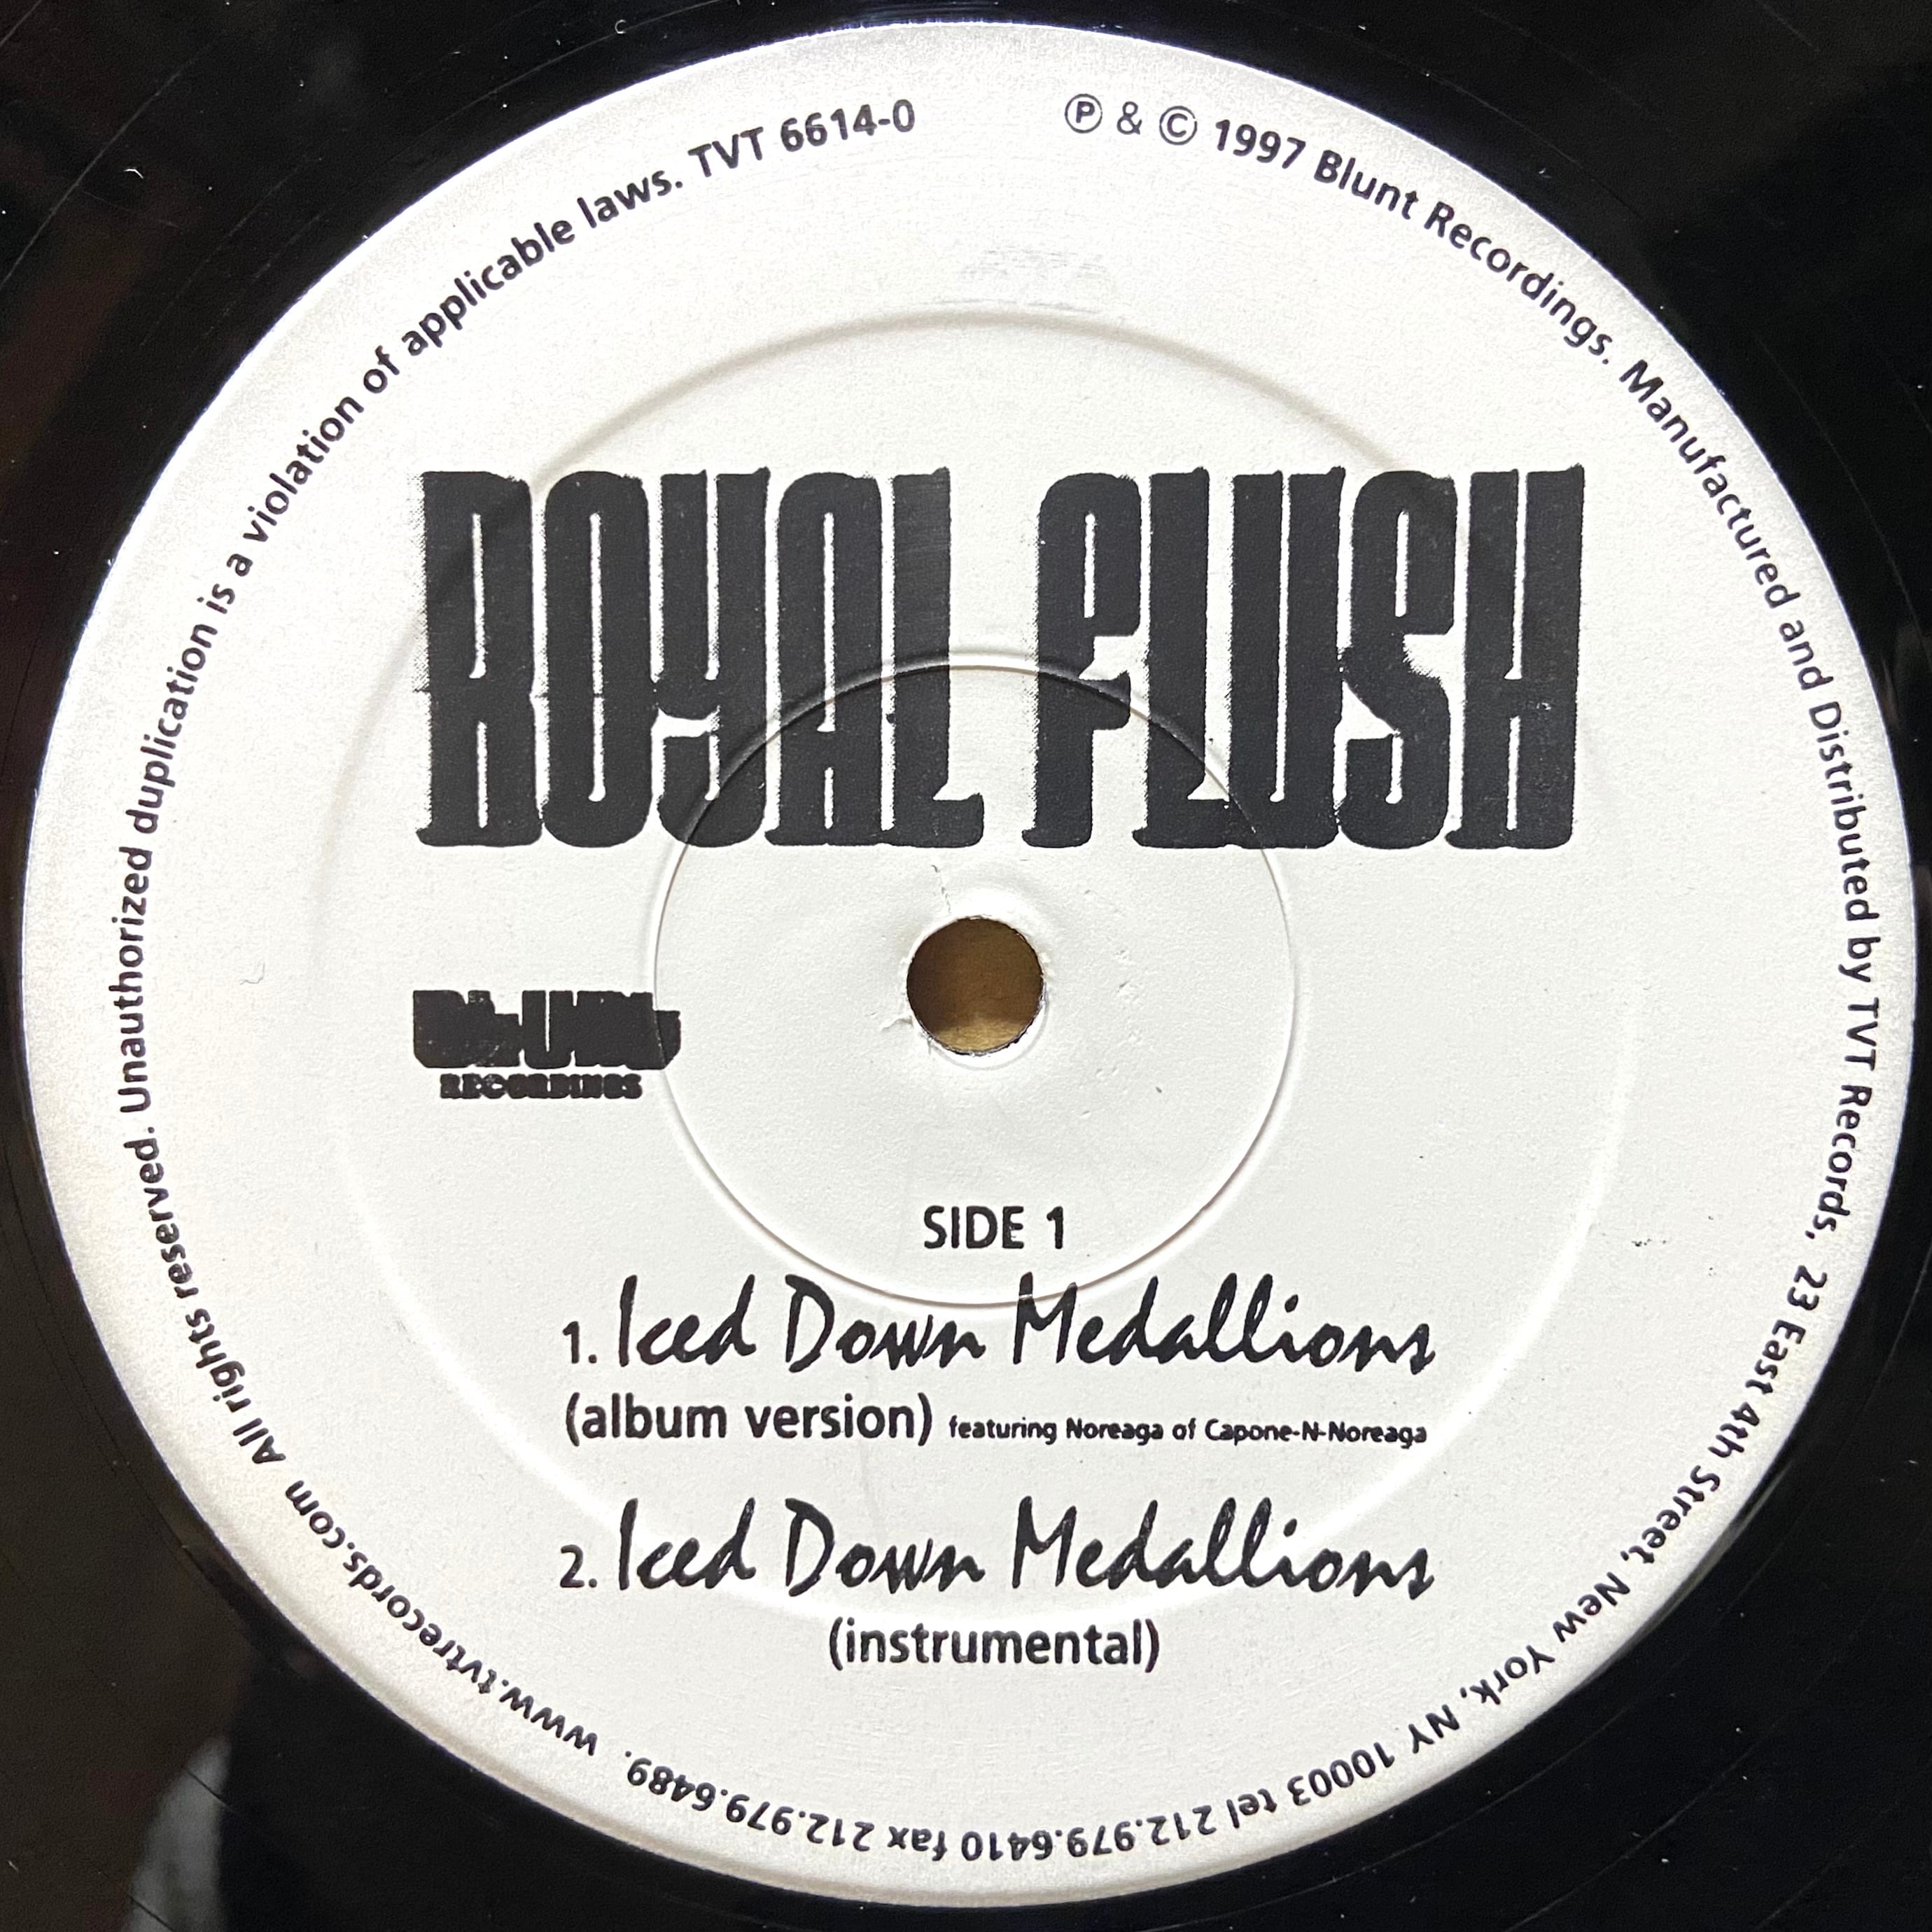 ℗ & © 1997 Blunt Recordings. Manufactured and Distributed by TVT Records, 23 East 4th Street, New York, NY 10003 tel 212.979.6410 fax 212.979.6489. www.tvtrecords.com All rights reserved. Unauthorized duplication is a violation of applicable laws. TVT 6614-0
ROYAL FLUSH
BLUNT
RECORDINGS
SIDE 1
1. Iced Down Medallions
(album version) featuring Noreaga of Capone-N-Noreaga
2. Iced Down Medallions
(instrumental)